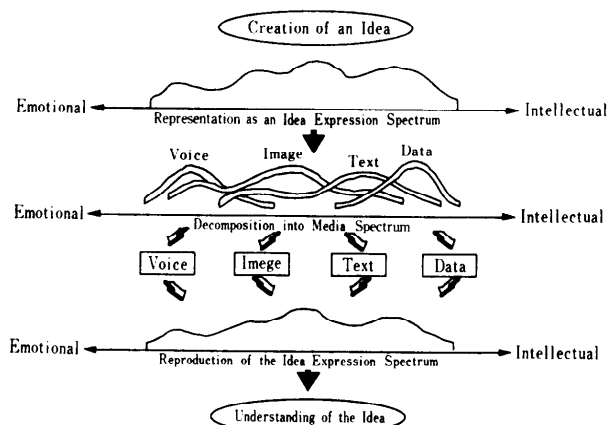 Creation of an Idea
Emotional Intellectual
Representation as an Idea Expression Spectrum
Voice Image Text Data
Emotional Intellectual
Decomposition into Media Spectrum
Voice Imege Text Data
Emotional Intellectual
Reproduction of the Idea Expression Spectrum
Understanding of the Idea